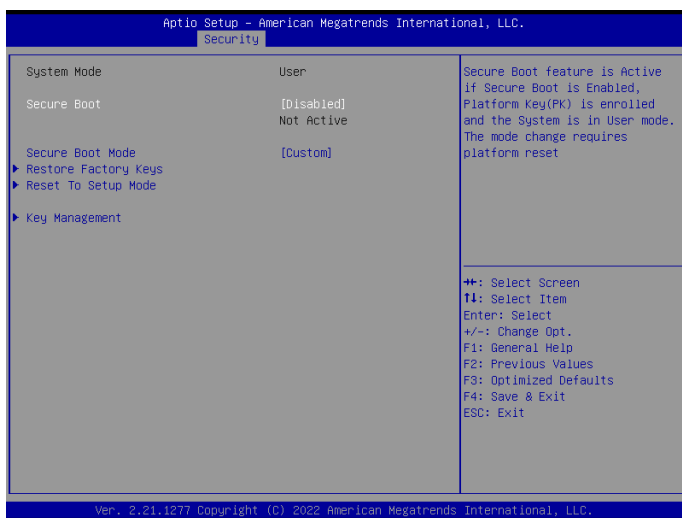 Aptio Setup – American Megatrends International, LLC.
Security
System Mode User
Secure Boot [Disabled]
Not Active
Secure Boot Mode [Custom]
Restore Factory Keys
Reset To Setup Mode
Key Management
Secure Boot feature is Active
if Secure Boot is Enabled,
Platform Key(PK) is enrolled
and the System is in User mode.
The mode change requires
platform reset
→←: Select Screen
↑↓: Select Item
Enter: Select
+/-: Change Opt.
F1: General Help
F2: Previous Values
F3: Optimized Defaults
F4: Save & Exit
ESC: Exit
Ver. 2.21.1277 Copyright (C) 2022 American Megatrends International, LLC.